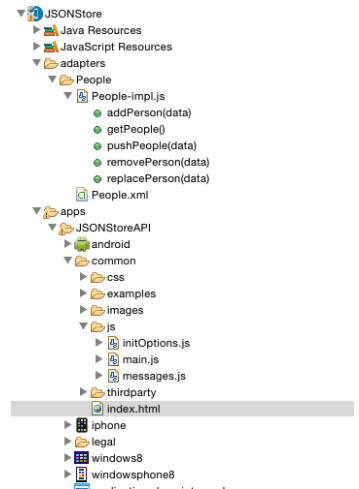 JSONStore
Java Resources
JavaScript Resources
adapters
People
People-impl.js
addPerson(data)
getPeople()
pushPeople(data)
removePerson(data)
replacePerson(data)
People.xml
apps
JSONStoreAPI
android
common
css
examples
images
js
initOptions.js
main.js
messages.js
thirdparty
index.html
iphone
legal
windows8
windowsphone8